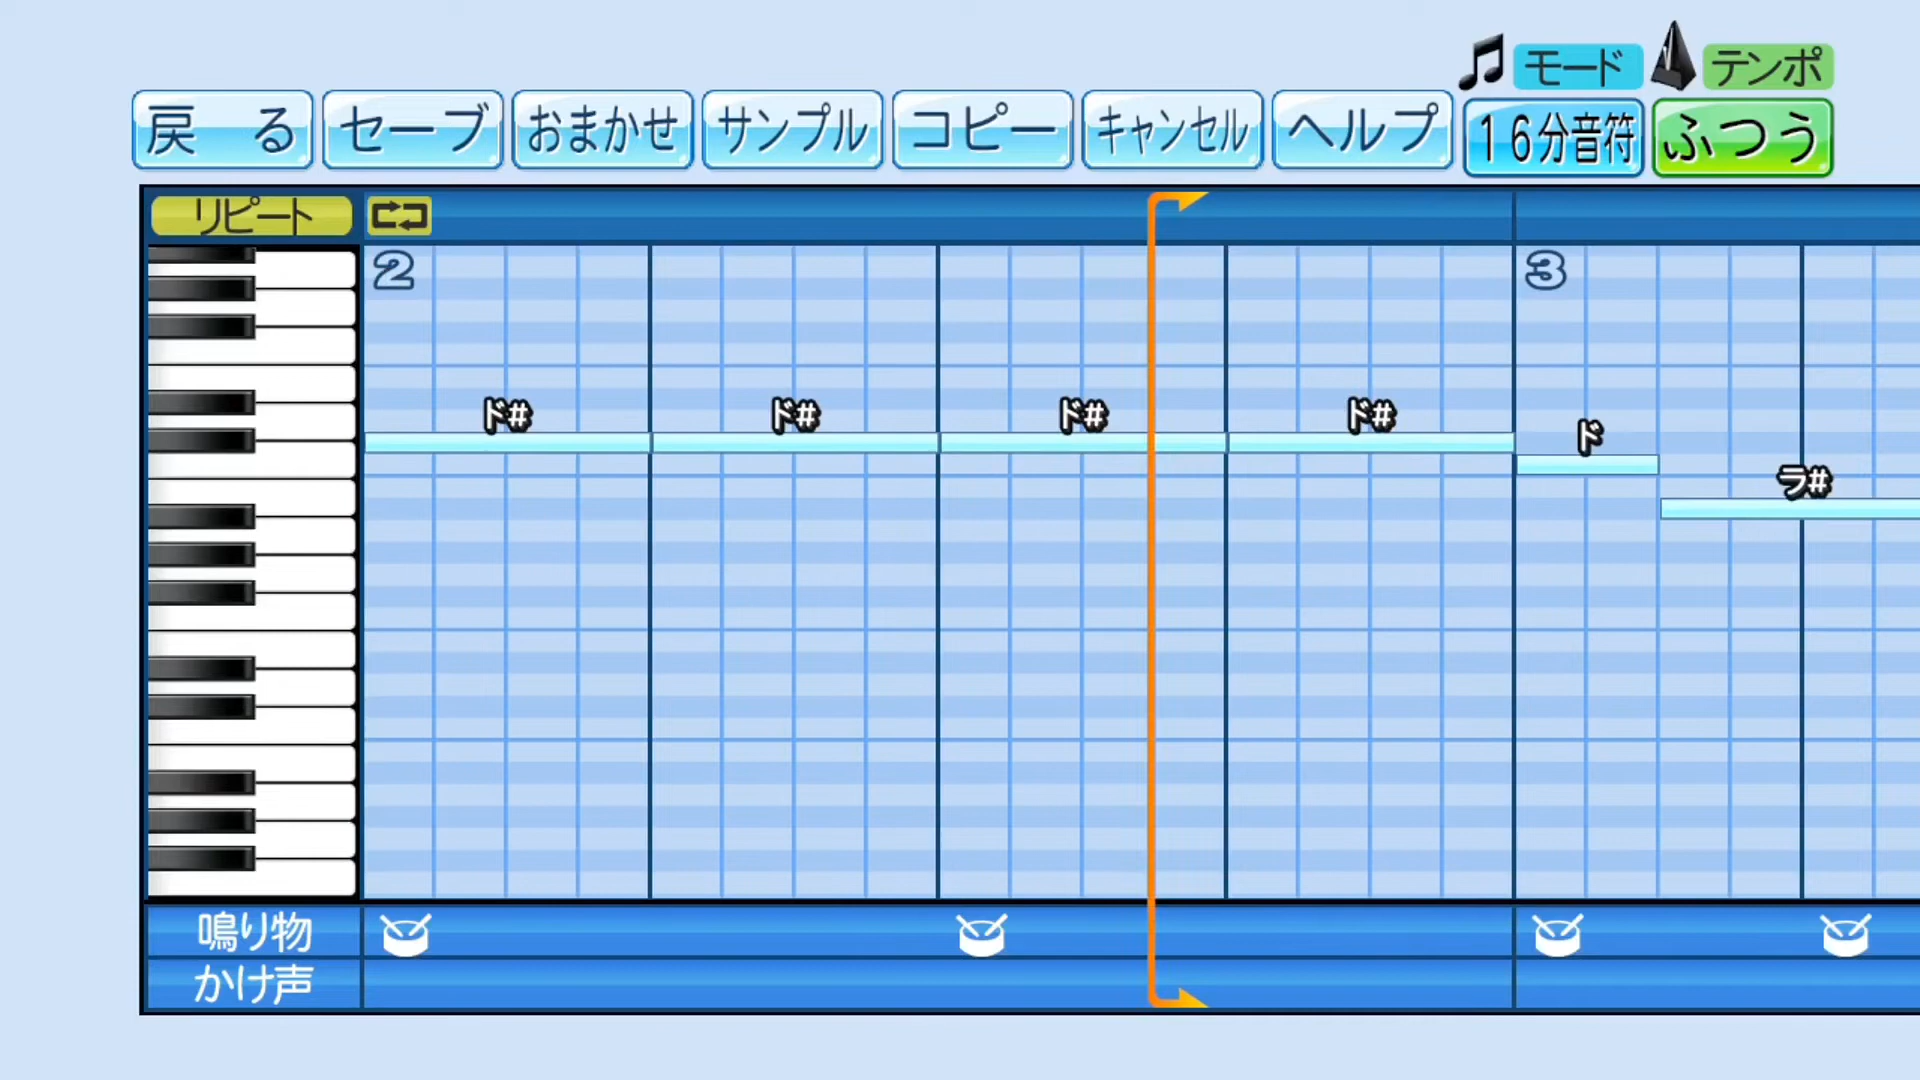 モード テンポ
戻る セーブ おまかせ サンプル コピー キャンセル ヘルプ 16分音符 ふつう
リピート
2 3
ド# ド# ド# ド# ド ラ#
鳴り物
かけ声